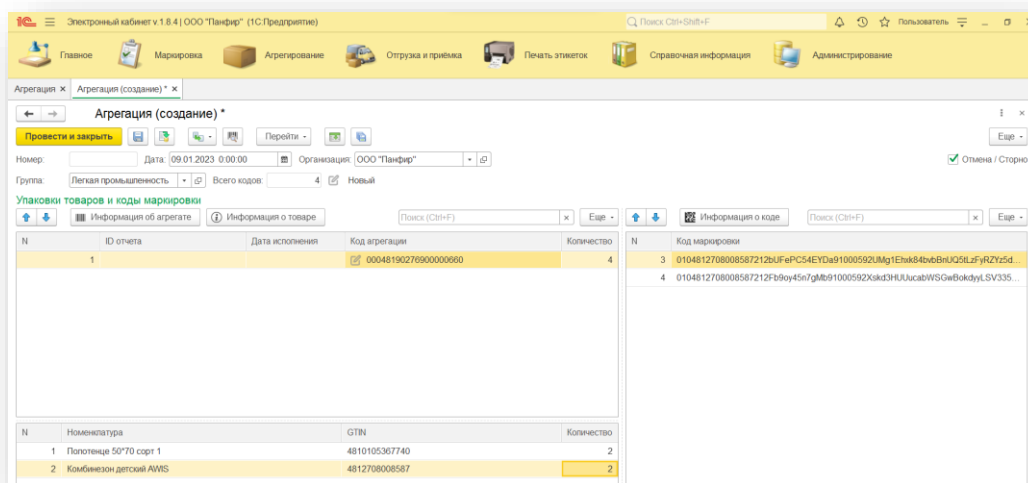 1С Электронный кабинет v.1.8.4 | ООО "Панфир" (1С:Предприятие) Поиск Ctrl+Shift+F Пользователь
Главное Маркировка Агрегирование Отгрузка и приёмка Печать этикеток Справочная информация Администрирование
Агрегация × Агрегация (создание) * ×
Агрегация (создание) *
Провести и закрыть Перейти Еще
Номер: Дата: 09.01.2023 0:00:00 Организация: ООО "Панфир" Отмена / Сторно
Группа: Легкая промышленность Всего кодов: 4 Новый
Упаковки товаров и коды маркировки
Информация об агрегате Информация о товаре Поиск (Ctrl+F) × Еще Информация о коде Поиск (Ctrl+F) × Еще
N ID отчета Дата исполнения Код агрегации Количество N Код маркировки
1 00048190276900000660 4 3 0104812708008587212bUFePC54EYDa91000592UMg1Ehxk84bvbBnUQ5tLzFyRZYz5d...
4 0104812708008587212Fb9oy45n7gMb91000592Xskd3HUUucabWSGwBokdyyLSV335...
N Номенклатура GTIN Количество
1 Полотенце 50*70 сорт 1 4810105367740 2
2 Комбинезон детский AWIS 4812708008587 2